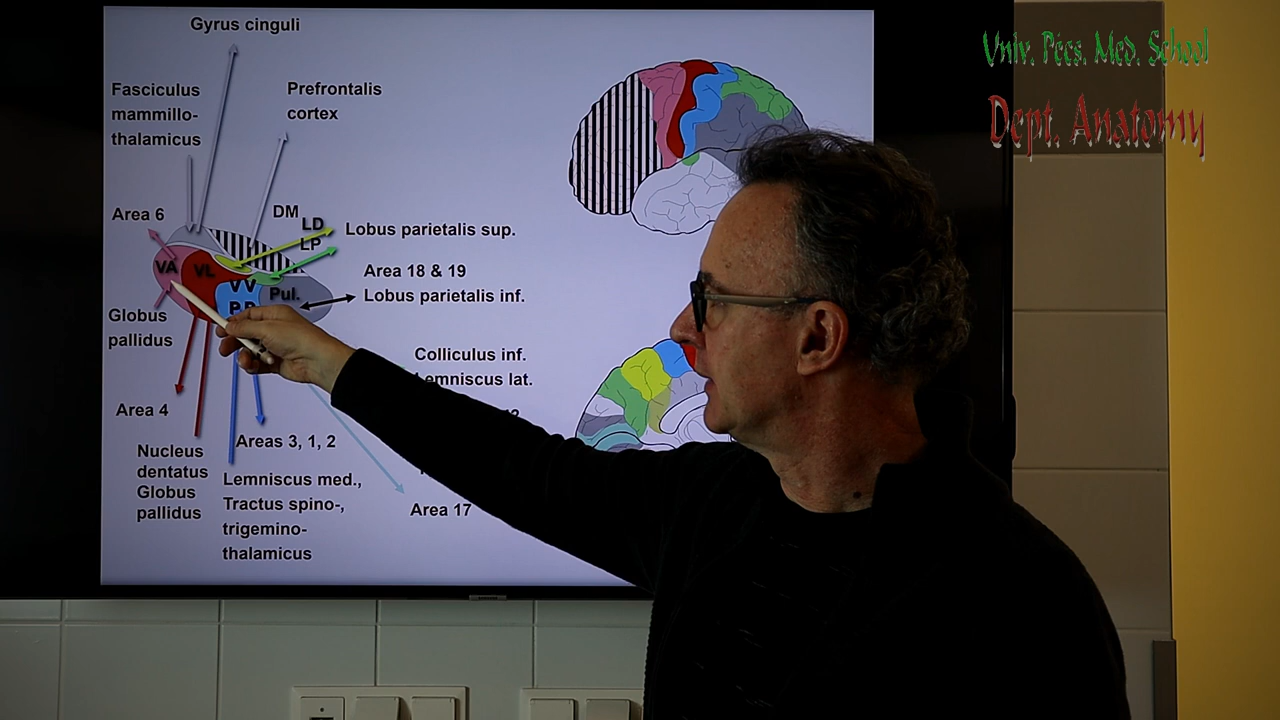 Gyrus cinguli
Univ. Pécs. Med. School
Dept. Anatomy
Fasciculus
mammillo-
thalamicus
Prefrontalis
cortex
Area 6
DM
LD
LP
Lobus parietalis sup.
VA
VL
Area 18 & 19
Pul.
Lobus parietalis inf.
Globus
pallidus
Colliculus inf.
Lemniscus lat.
Area 4
Areas 3, 1, 2
Nucleus
dentatus
Globus
pallidus
Lemniscus med.,
Tractus spino-,
trigemino-
thalamicus
Area 17